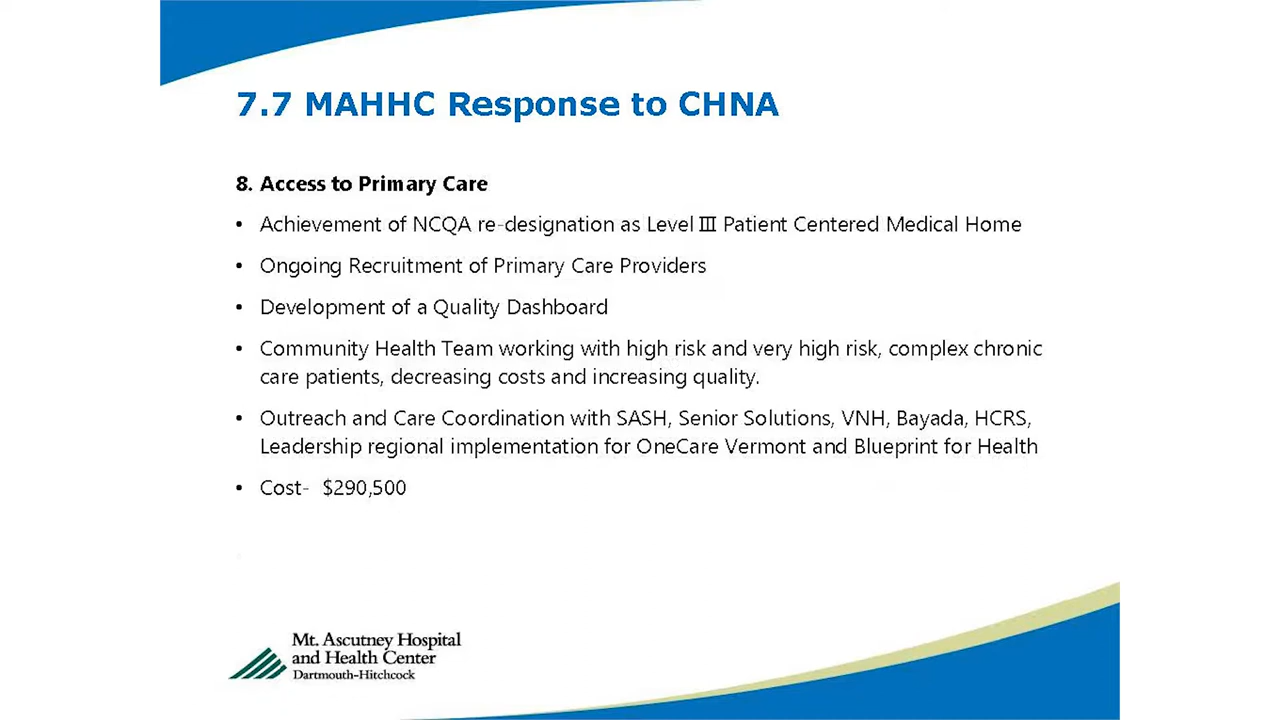 7.7 MAHHC Response to CHNA
8. Access to Primary Care
• Achievement of NCQA re-designation as Level III Patient Centered Medical Home
• Ongoing Recruitment of Primary Care Providers
• Development of a Quality Dashboard
• Community Health Team working with high risk and very high risk, complex chronic
care patients, decreasing costs and increasing quality.
• Outreach and Care Coordination with SASH, Senior Solutions, VNH, Bayada, HCRS,
Leadership regional implementation for OneCare Vermont and Blueprint for Health
• Cost- $290,500
Mt. Ascutney Hospital
and Health Center
Dartmouth-Hitchcock